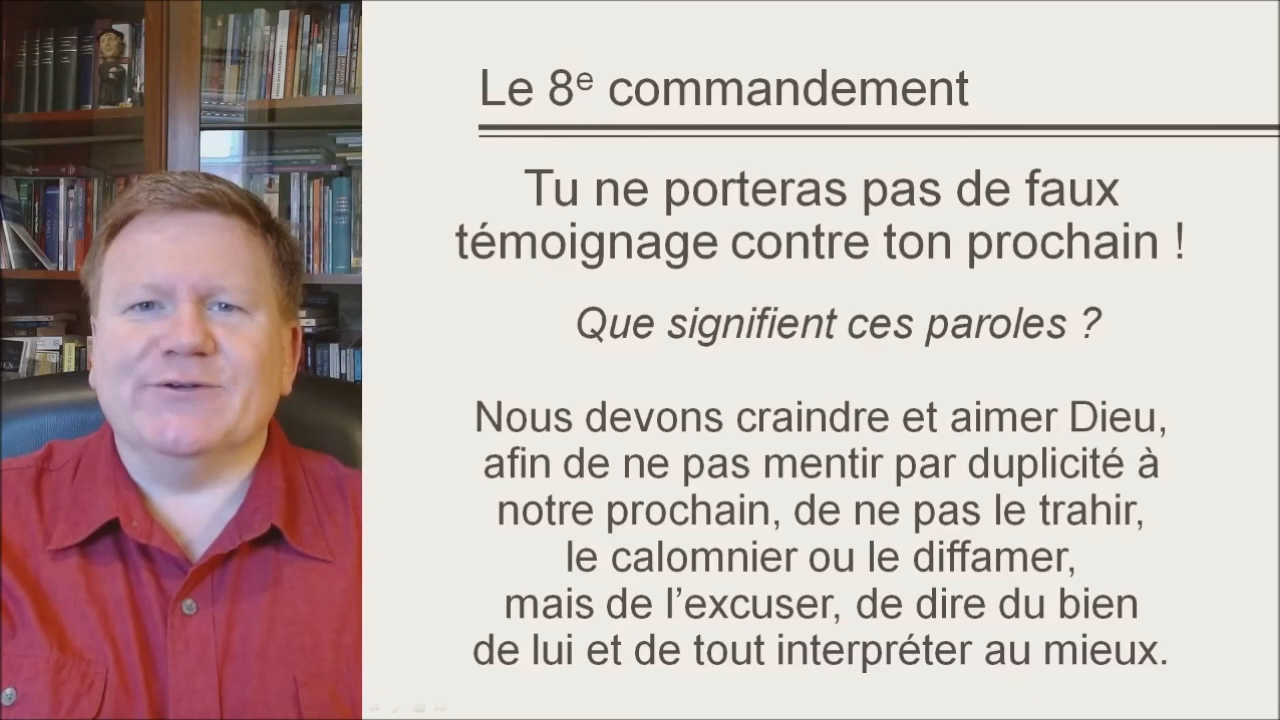 Le 8e commandement
Tu ne porteras pas de faux
témoignage contre ton prochain !
Que signifient ces paroles ?
Nous devons craindre et aimer Dieu,
afin de ne pas mentir par duplicité à
notre prochain, de ne pas le trahir,
le calomnier ou le diffamer,
mais de l’excuser, de dire du bien
de lui et de tout interpréter au mieux.